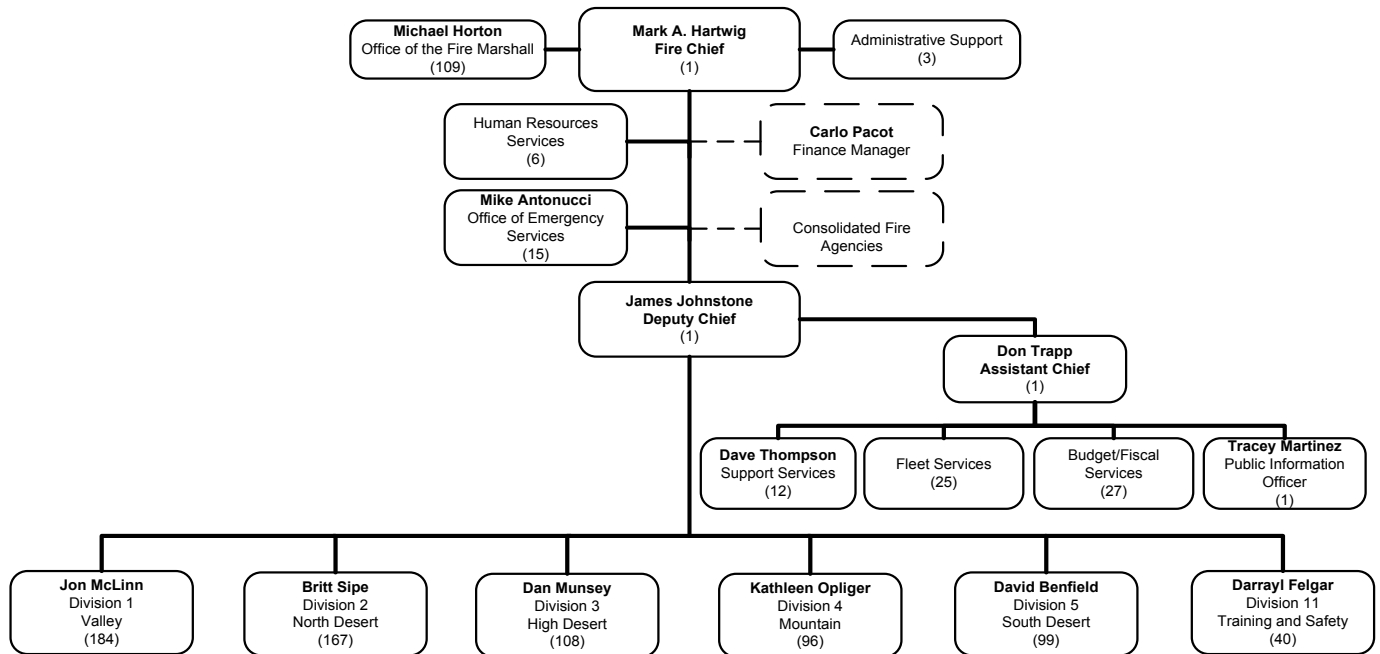 Michael Horton
Office of the Fire Marshall
(109)
Mark A. Hartwig
Fire Chief
(1)
Administrative Support
(3)
Human Resources
Services
(6)
Carlo Pacot
Finance Manager
Mike Antonucci
Office of Emergency
Services
(15)
Consolidated Fire
Agencies
James Johnstone
Deputy Chief
(1)
Don Trapp
Assistant Chief
(1)
Dave Thompson
Support Services
(12)
Fleet Services
(25)
Budget/Fiscal
Services
(27)
Tracey Martinez
Public Information
Officer
(1)
Jon McLinn
Division 1
Valley
(184)
Britt Sipe
Division 2
North Desert
(167)
Dan Munsey
Division 3
High Desert
(108)
Kathleen Opliger
Division 4
Mountain
(96)
David Benfield
Division 5
South Desert
(99)
Darrayl Felgar
Division 11
Training and Safety
(40)